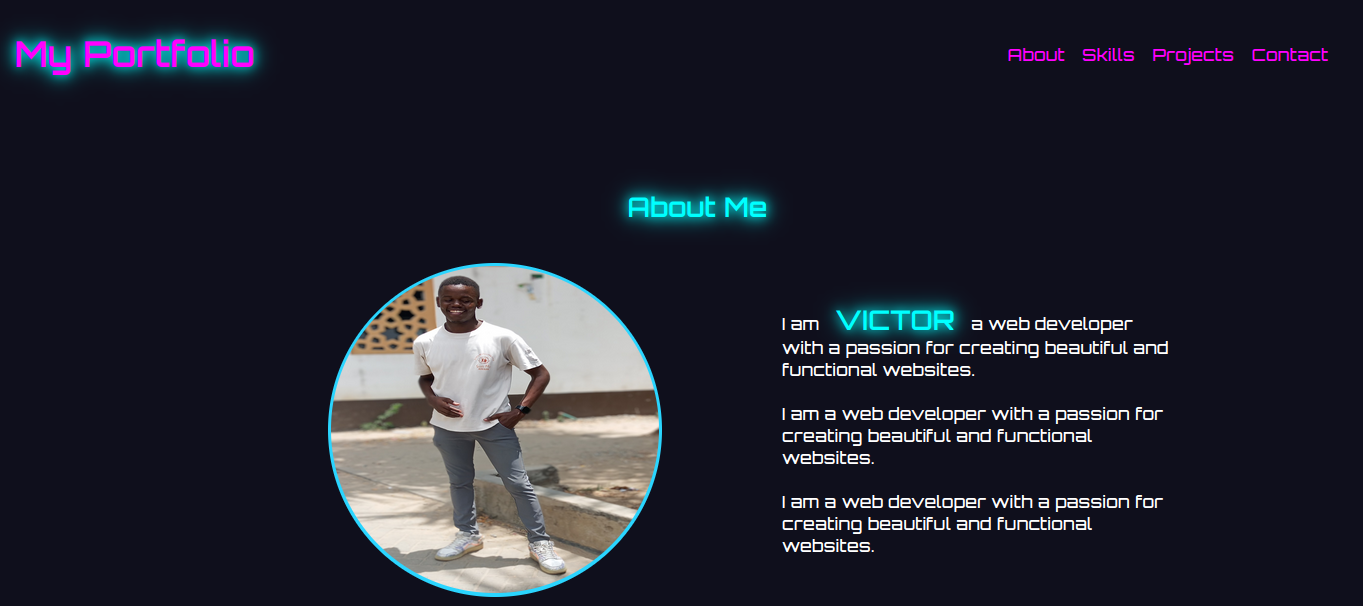 My Portfolio
About Skills Projects Contact
About Me
I am VICTOR a web developer
with a passion for creating beautiful and
functional websites.
I am a web developer with a passion for
creating beautiful and functional
websites.
I am a web developer with a passion for
creating beautiful and functional
websites.